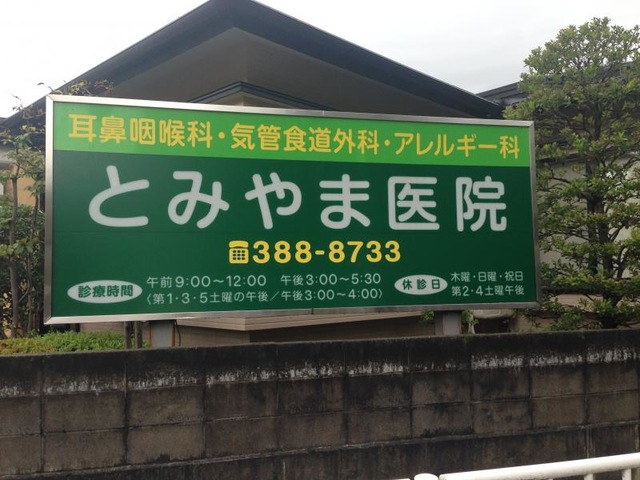 耳鼻咽喉科・気管食道外科・アレルギー科
とみやま医院
☎388-8733
診療時間 午前9:00〜12:00 午後3:00〜5:30 休診日 木曜・日曜・祝日
〈第1・3・5土曜の午後/午後3:00〜4:00〉 第2・4土曜午後